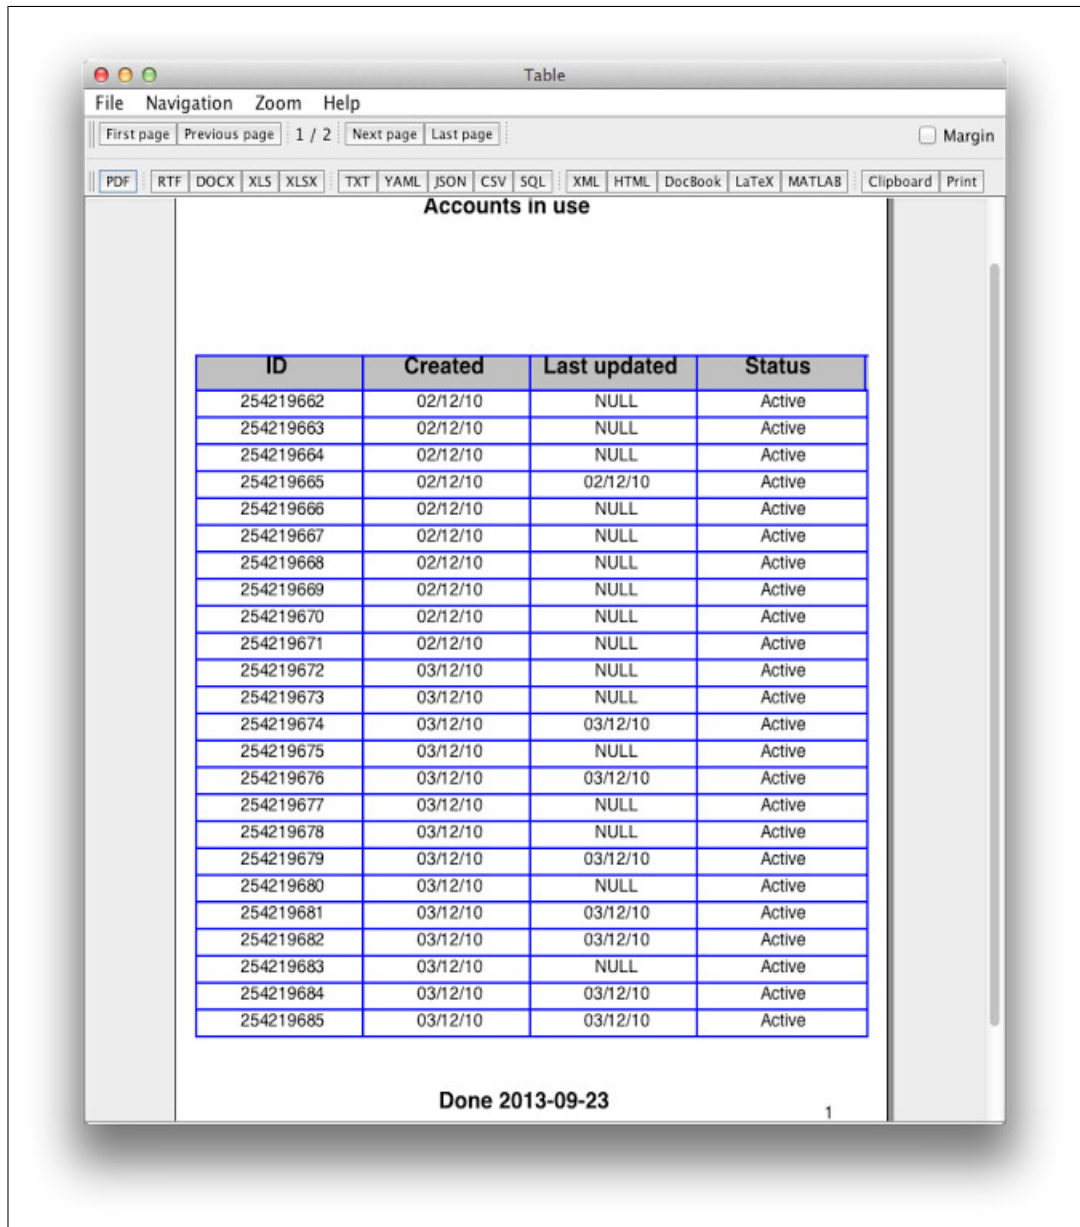 Table
File Navigation Zoom Help
First page Previous page 1 / 2 Next page Last page Margin
PDF RTF DOCX XLS XLSX TXT YAML JSON CSV SQL XML HTML DocBook LaTeX MATLAB Clipboard Print
Accounts in use
ID Created Last updated Status
254219662 02/12/10 NULL Active
254219663 02/12/10 NULL Active
254219664 02/12/10 NULL Active
254219665 02/12/10 02/12/10 Active
254219666 02/12/10 NULL Active
254219667 02/12/10 NULL Active
254219668 02/12/10 NULL Active
254219669 02/12/10 NULL Active
254219670 02/12/10 NULL Active
254219671 02/12/10 NULL Active
254219672 03/12/10 NULL Active
254219673 03/12/10 NULL Active
254219674 03/12/10 03/12/10 Active
254219675 03/12/10 NULL Active
254219676 03/12/10 03/12/10 Active
254219677 03/12/10 NULL Active
254219678 03/12/10 NULL Active
254219679 03/12/10 03/12/10 Active
254219680 03/12/10 NULL Active
254219681 03/12/10 03/12/10 Active
254219682 03/12/10 03/12/10 Active
254219683 03/12/10 NULL Active
254219684 03/12/10 03/12/10 Active
254219685 03/12/10 03/12/10 Active
Done 2013-09-23
1